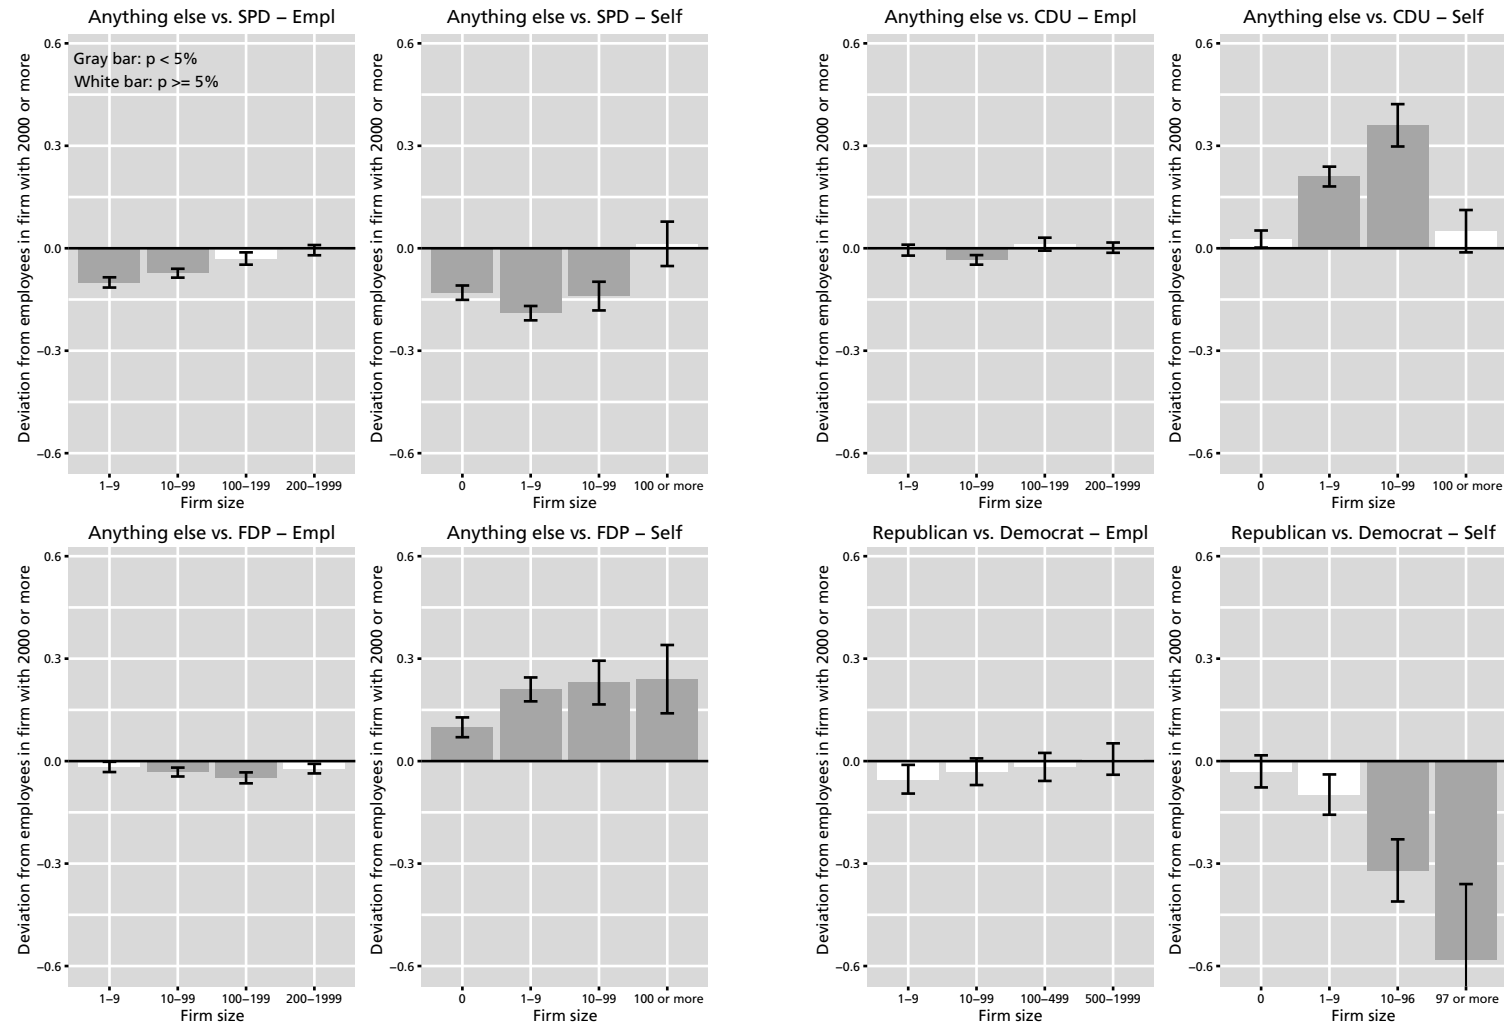 Anything else vs. SPD – Empl
Deviation from employees in firm with 2000 or more
0.6
0.3
0.0
−0.3
−0.6
Gray bar: p < 5%
White bar: p >= 5%
1−9 10−99 100−199 200−1999
Firm size
Anything else vs. SPD – Self
Deviation from employees in firm with 2000 or more
0.6
0.3
0.0
−0.3
−0.6
0 1−9 10−99 100 or more
Firm size
Anything else vs. CDU – Empl
Deviation from employees in firm with 2000 or more
0.6
0.3
0.0
−0.3
−0.6
1−9 10−99 100−199 200−1999
Firm size
Anything else vs. CDU – Self
Deviation from employees in firm with 2000 or more
0.6
0.3
0.0
−0.3
−0.6
0 1−9 10−99 100 or more
Firm size
Anything else vs. FDP – Empl
Deviation from employees in firm with 2000 or more
0.6
0.3
0.0
−0.3
−0.6
1−9 10−99 100−199 200−1999
Firm size
Anything else vs. FDP – Self
Deviation from employees in firm with 2000 or more
0.6
0.3
0.0
−0.3
−0.6
0 1−9 10−99 100 or more
Firm size
Republican vs. Democrat – Empl
Deviation from employees in firm with 2000 or more
0.6
0.3
0.0
−0.3
−0.6
1−9 10−99 100−499 500−1999
Firm size
Republican vs. Democrat – Self
Deviation from employees in firm with 2000 or more
0.6
0.3
0.0
−0.3
−0.6
0 1−9 10−96 97 or more
Firm size